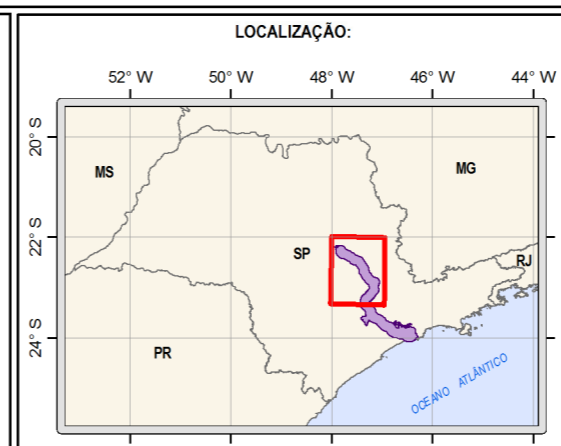 LOCALIZAÇÃO:
52° W 50° W 48° W 46° W 44° W
20° S
MS
MG
22° S
SP
RJ
24° S
PR
OCEANO ATLÂNTICO